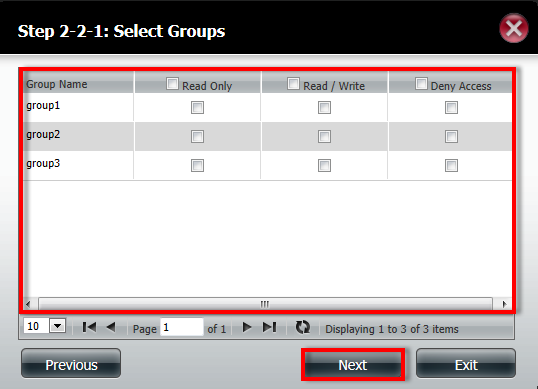 Step 2-2-1: Select Groups
Group Name Read Only Read / Write Deny Access
group1
group2
group3
10 Page 1 of 1 Displaying 1 to 3 of 3 items
Previous Next Exit